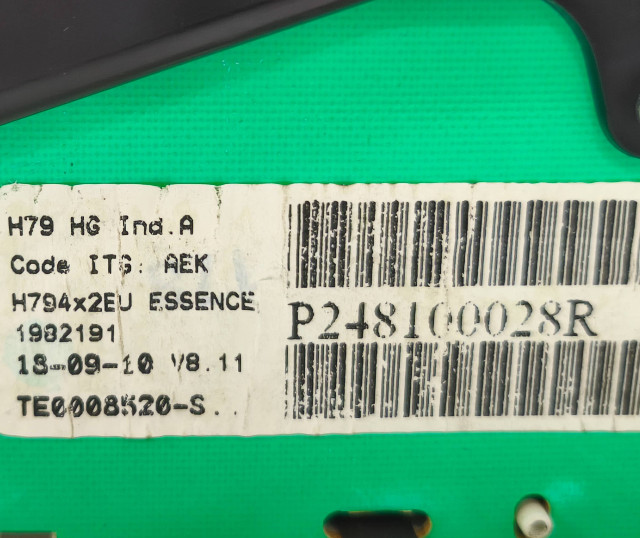 H79 HG Ind.A
Code ITG: AEK
H794x2EU ESSENCE
1982191
18-09-10 V8.11
TE0008520-S..
P248100028R